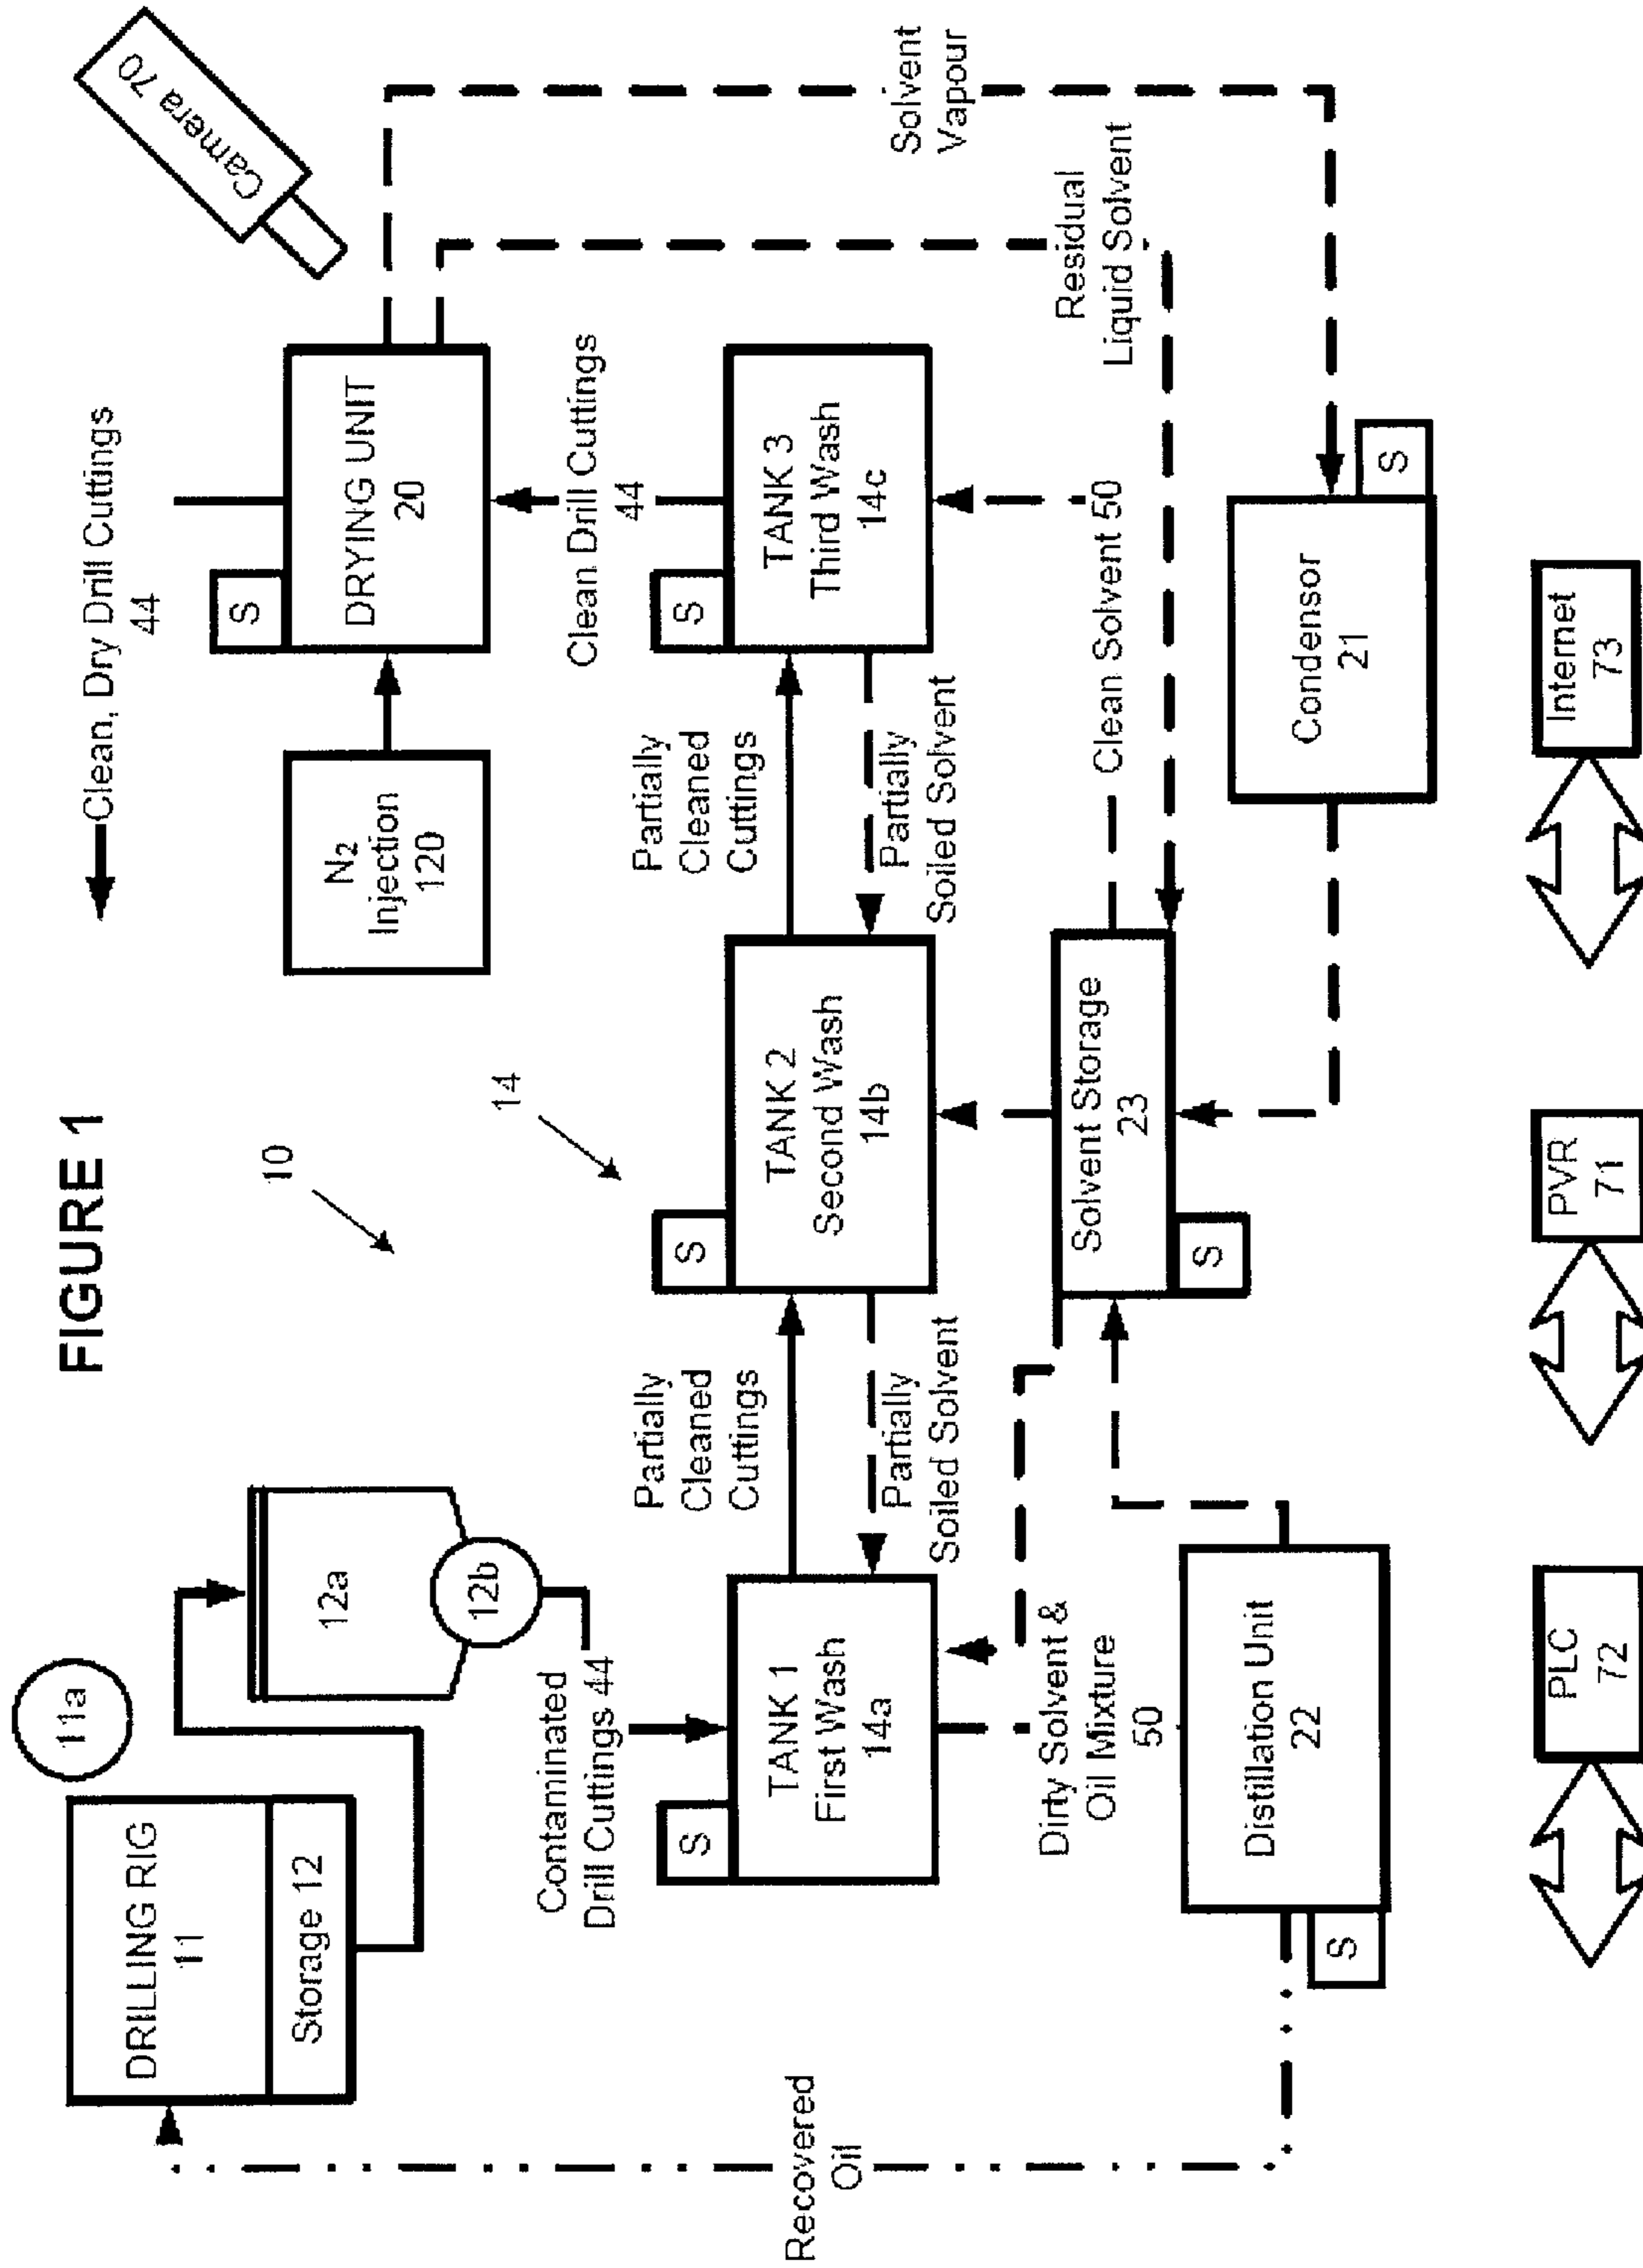 FIGURE 1
10
14
DRILLING RIG
11
Storage 12
11a
12a
12b
Contaminated
Drill Cuttings 44
S
TANK 1
First Wash
14a
Partially
Cleaned
Cuttings
Partially
Soiled Solvent
S
TANK 2
Second Wash
14b
Partially
Cleaned
Cuttings
Partially
Soiled Solvent
S
TANK 3
Third Wash
14c
Clean Drill Cuttings
44
N2
Injection
120
S
DRYING UNIT
20
Clean, Dry Drill Cuttings
44
Camera 70
Solvent
Vapour
Residual
Liquid Solvent
Clean Solvent 50
Solvent Storage
23
S
Condensor
21
S
Dirty Solvent &
Oil Mixture
50
Distillation Unit
22
S
Recovered
Oil
PLC
72
PVR
71
Internet
73